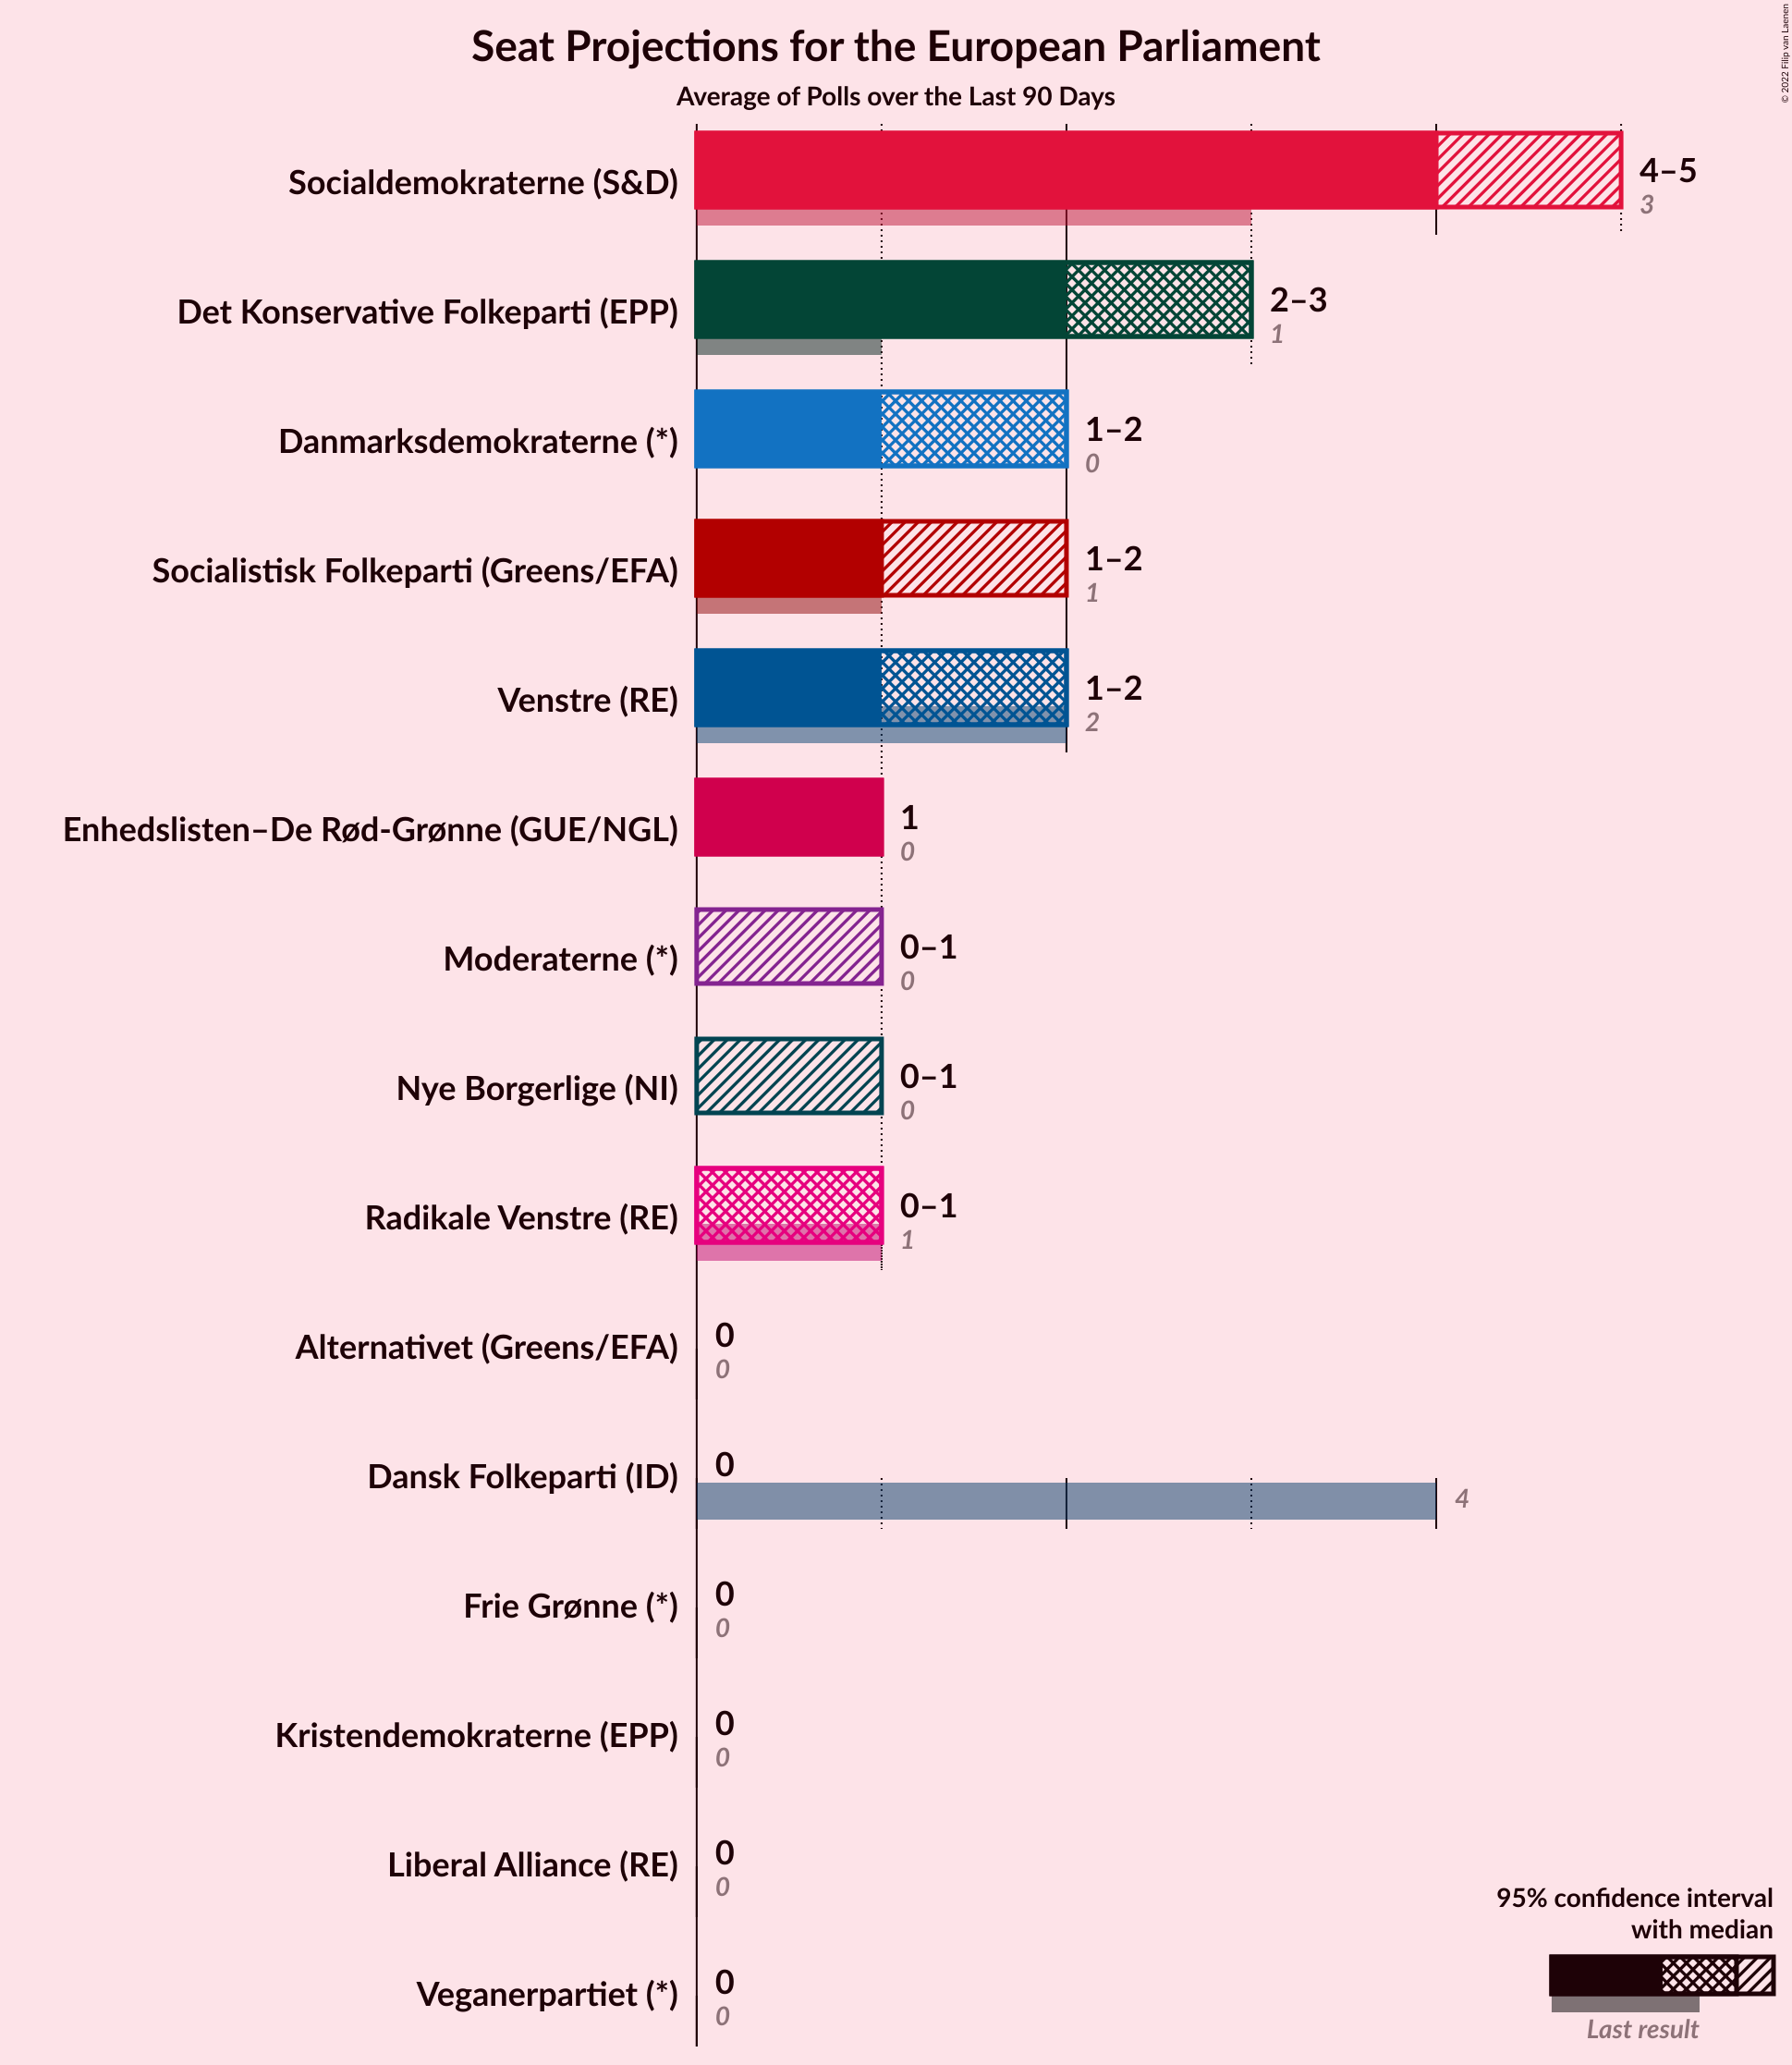 Seat Projections for the European Parliament
Average of Polls over the Last 90 Days
© 2022 Filip van Laenen
Socialdemokraterne (S&D)
4–5
3
Det Konservative Folkeparti (EPP)
2–3
1
Danmarksdemokraterne (*)
1–2
0
Socialistisk Folkeparti (Greens/EFA)
1–2
1
Venstre (RE)
1–2
2
Enhedslisten–De Rød-Grønne (GUE/NGL)
1
0
Moderaterne (*)
0–1
0
Nye Borgerlige (NI)
0–1
0
Radikale Venstre (RE)
0–1
1
Alternativet (Greens/EFA)
0
0
Dansk Folkeparti (ID)
0
4
Frie Grønne (*)
0
0
Kristendemokraterne (EPP)
0
0
Liberal Alliance (RE)
0
0
Veganerpartiet (*)
0
0
95% confidence interval
with median
Last result